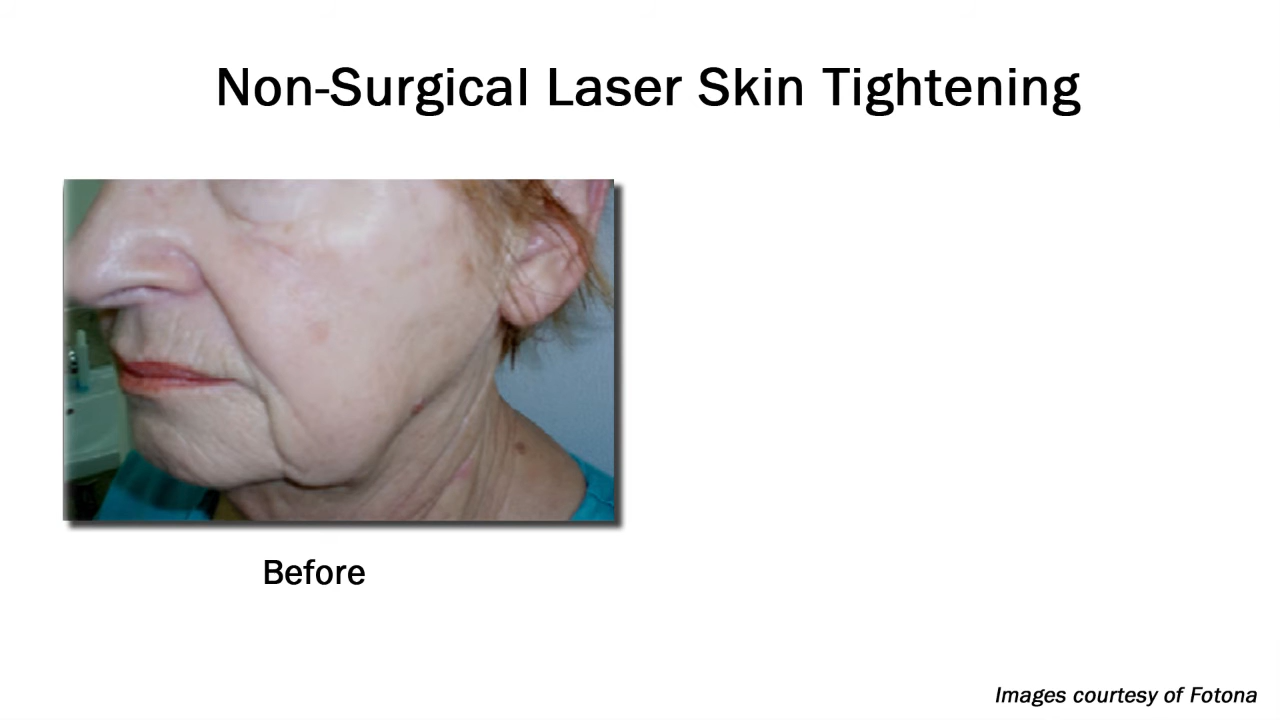 Non-Surgical Laser Skin Tightening
Before
Images courtesy of Fotona